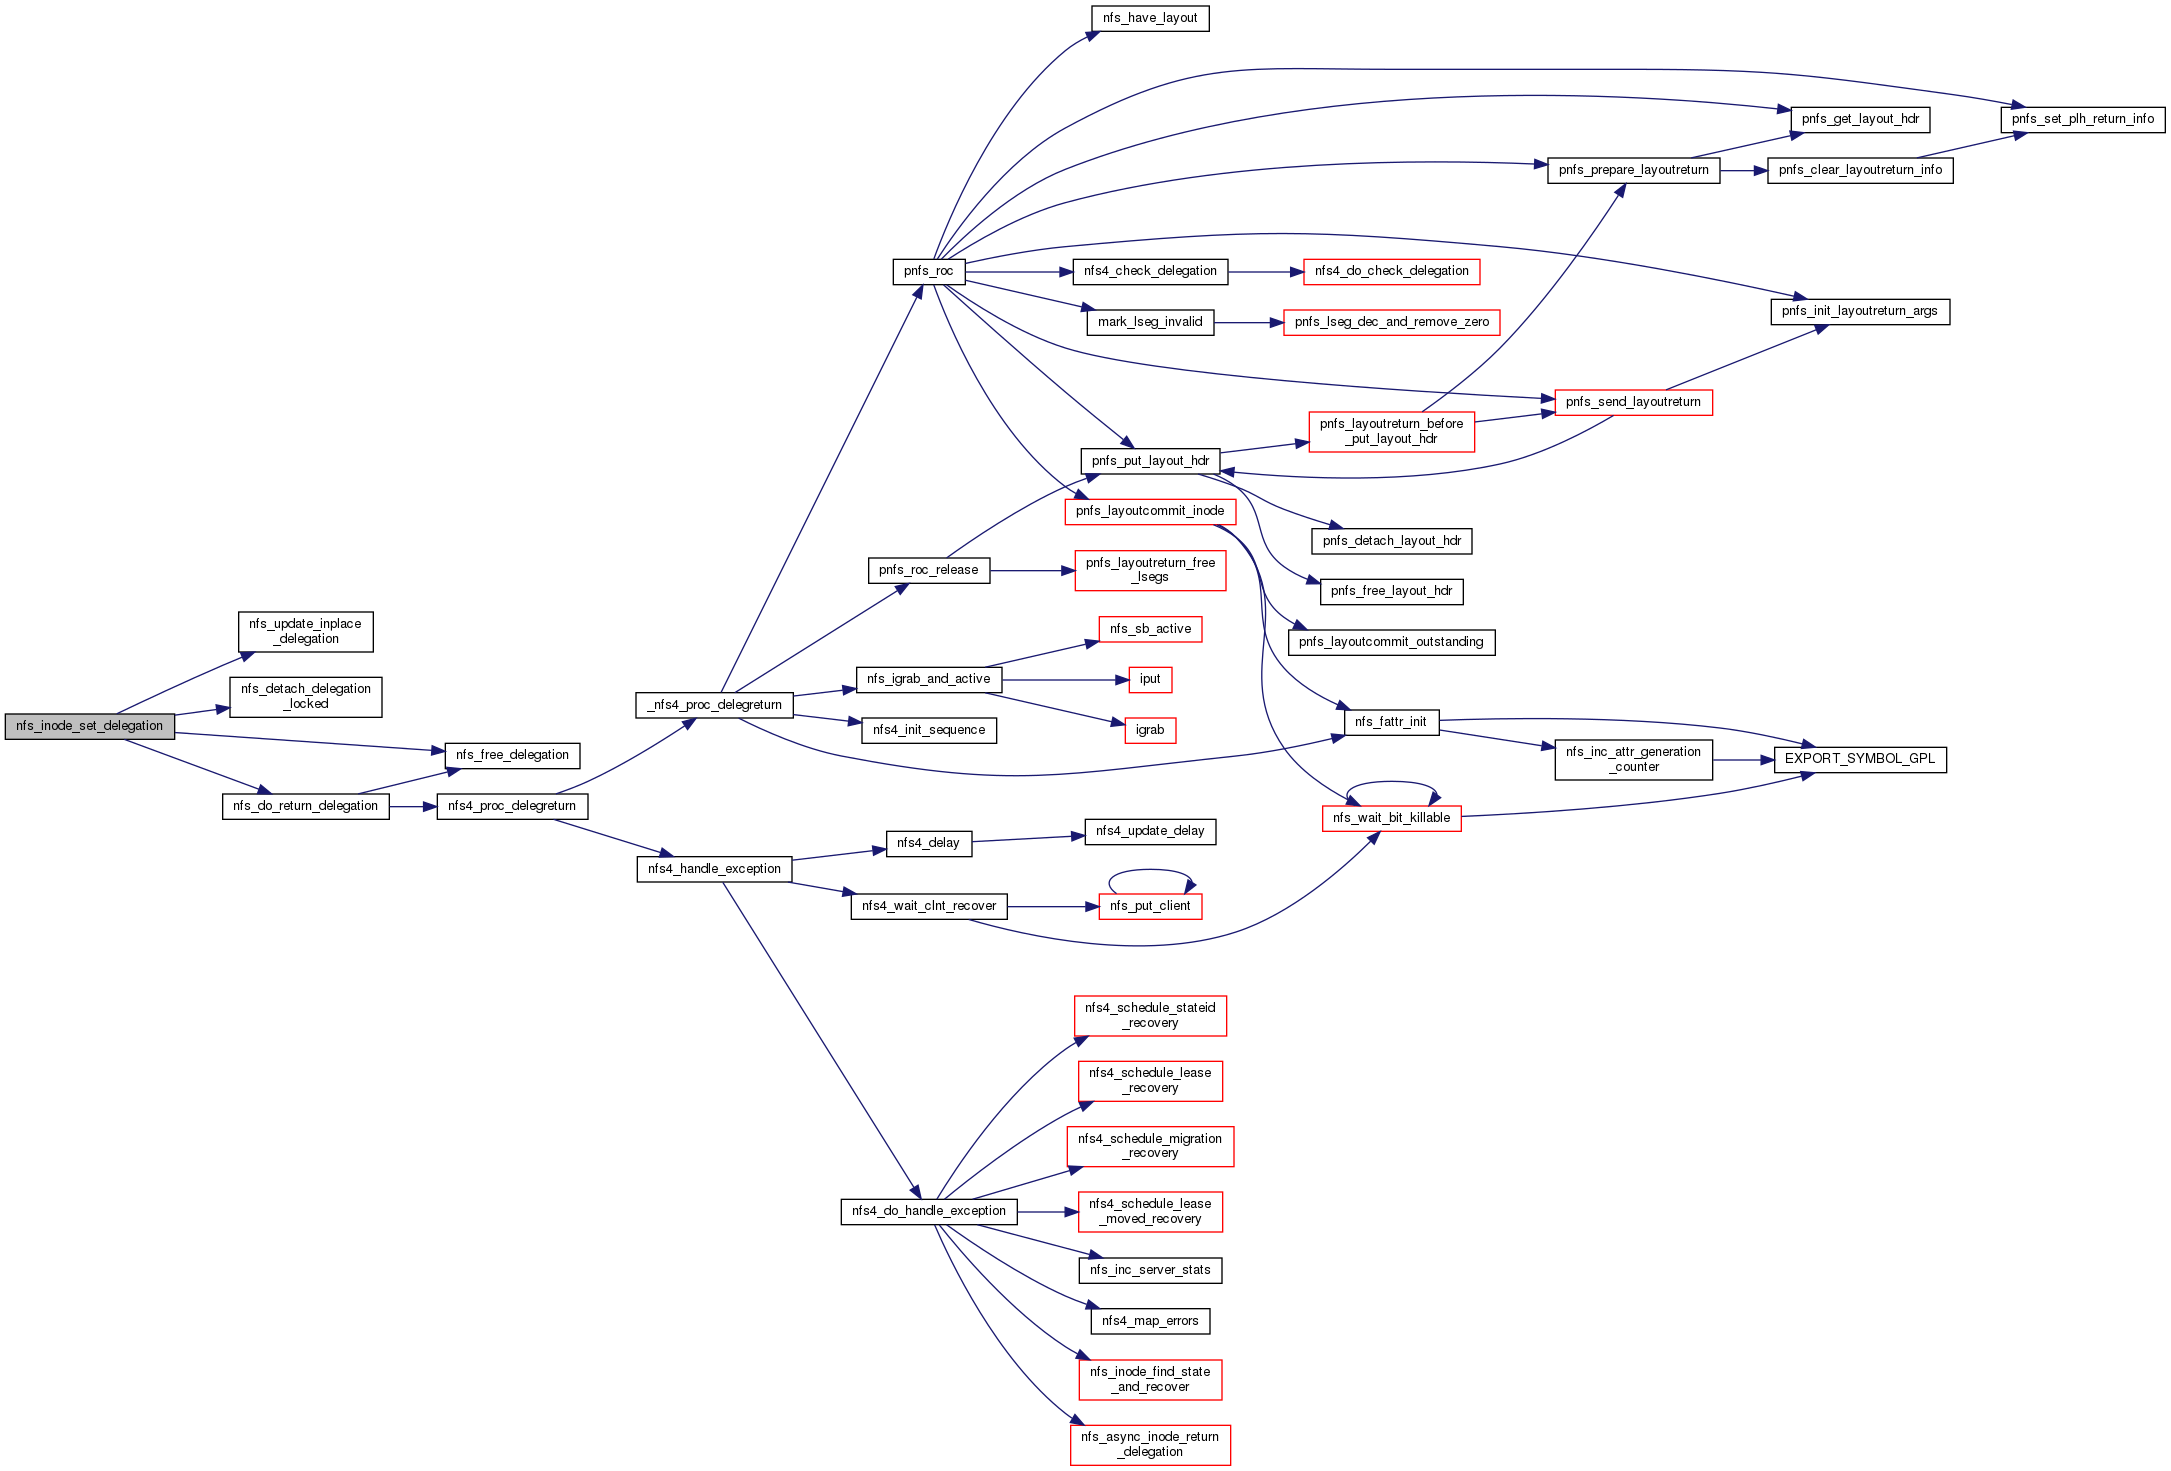 nfs_have_layout
pnfs_get_layout_hdr
pnfs_set_plh_return_info
pnfs_prepare_layoutreturn
pnfs_clear_layoutreturn_info
pnfs_roc
nfs4_check_delegation
nfs4_do_check_delegation
mark_lseg_invalid
pnfs_lseg_dec_and_remove_zero
pnfs_init_layoutreturn_args
pnfs_send_layoutreturn
pnfs_layoutreturn_before
_put_layout_hdr
pnfs_put_layout_hdr
pnfs_layoutcommit_inode
pnfs_detach_layout_hdr
pnfs_roc_release
pnfs_layoutreturn_free
_lsegs
pnfs_free_layout_hdr
nfs_update_inplace
_delegation
nfs_sb_active
pnfs_layoutcommit_outstanding
nfs_detach_delegation
_locked
nfs_igrab_and_active
iput
nfs_inode_set_delegation
_nfs4_proc_delegreturn
nfs4_init_sequence
igrab
nfs_fattr_init
nfs_free_delegation
nfs_inc_attr_generation
_counter
EXPORT_SYMBOL_GPL
nfs_do_return_delegation
nfs4_proc_delegreturn
nfs_wait_bit_killable
nfs4_delay
nfs4_update_delay
nfs4_handle_exception
nfs4_wait_clnt_recover
nfs_put_client
nfs4_schedule_stateid
_recovery
nfs4_schedule_lease
_recovery
nfs4_schedule_migration
_recovery
nfs4_do_handle_exception
nfs4_schedule_lease
_moved_recovery
nfs_inc_server_stats
nfs4_map_errors
nfs_inode_find_state
_and_recover
nfs_async_inode_return
_delegation